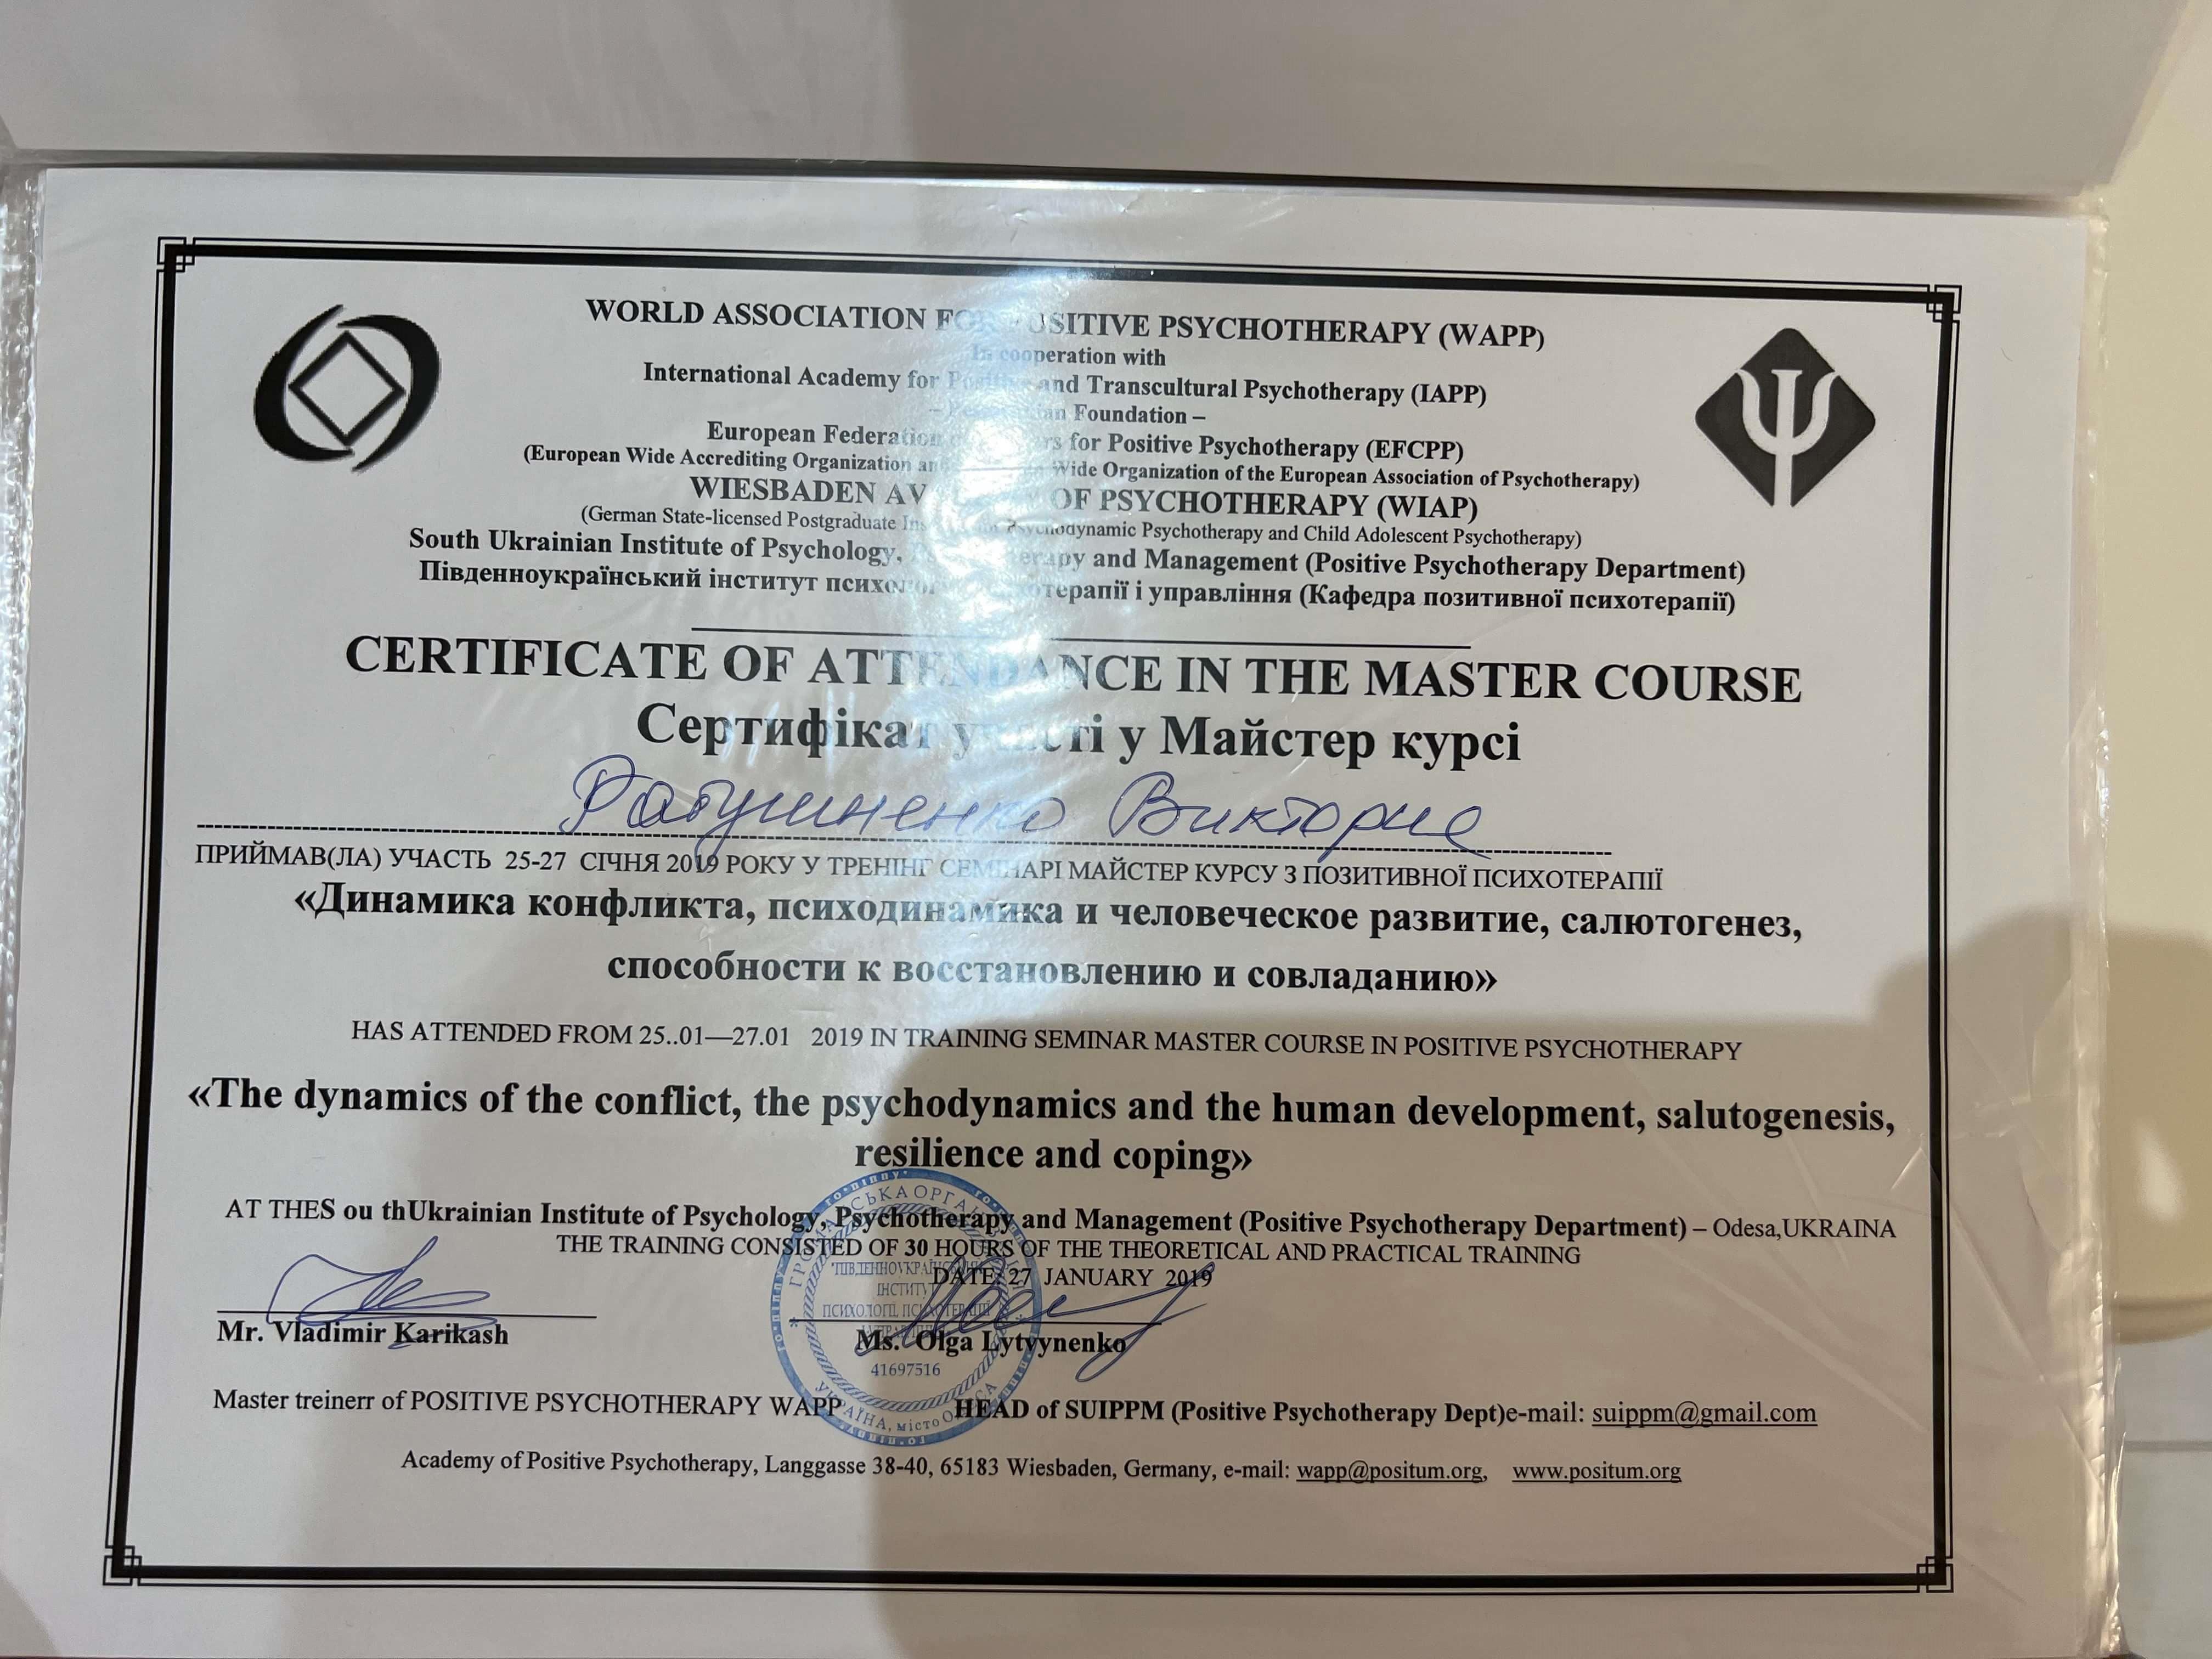 WORLD ASSOCIATION FOR POSITIVE PSYCHOTHERAPY (WAPP)
In cooperation with
International Academy for Positive and Transcultural Psychotherapy (IAPP)
– Foundation –
European Federation for Positive Psychotherapy (EFCPP)
(European Wide Accrediting Organization Wide Organization of the European Association of Psychotherapy)
WIESBADEN OF PSYCHOTHERAPY (WIAP)
(German State-licensed Postgraduate Psychodynamic Psychotherapy and Child Adolescent Psychotherapy)
South Ukrainian Institute of Psychology, and Management (Positive Psychotherapy Department)
Південноукраїнський інститут і управління (Кафедра позитивної психотерапії)
CERTIFICATE OF ATTENDANCE IN THE MASTER COURSE
Сертифікат участі у Майстер курсі
Виктория
ПРИЙМАВ(ЛА) УЧАСТЬ 25-27 СІЧНЯ 2019 РОКУ У ТРЕНІНГ СЕМІНАРІ МАЙСТЕР КУРСУ З ПОЗИТИВНОЇ ПСИХОТЕРАПІЇ
«Динамика конфликта, психодинамика и человеческое развитие, салютогенез,
способности к восстановлению и совладанию»
HAS ATTENDED FROM 25..01—27.01 2019 IN TRAINING SEMINAR MASTER COURSE IN POSITIVE PSYCHOTHERAPY
«The dynamics of the conflict, the psychodynamics and the human development, salutogenesis,
resilience and coping»
AT THES ou thUkrainian Institute of Psychology, Psychotherapy and Management (Positive Psychotherapy Department) – Odesa,UKRAINA
THE TRAINING CONSISTED OF 30 HOURS OF THE THEORETICAL AND PRACTICAL TRAINING
DATE: 27 JANUARY 2019
Mr. Vladimir Karikash
Ms. Olga Lytvynenko
41697516
Master treinerr of POSITIVE PSYCHOTHERAPY WAPP
HEAD of SUIPPM (Positive Psychotherapy Dept)e-mail: suippm@gmail.com
Academy of Positive Psychotherapy, Langgasse 38-40, 65183 Wiesbaden, Germany, e-mail: wapp@positum.org, www.positum.org